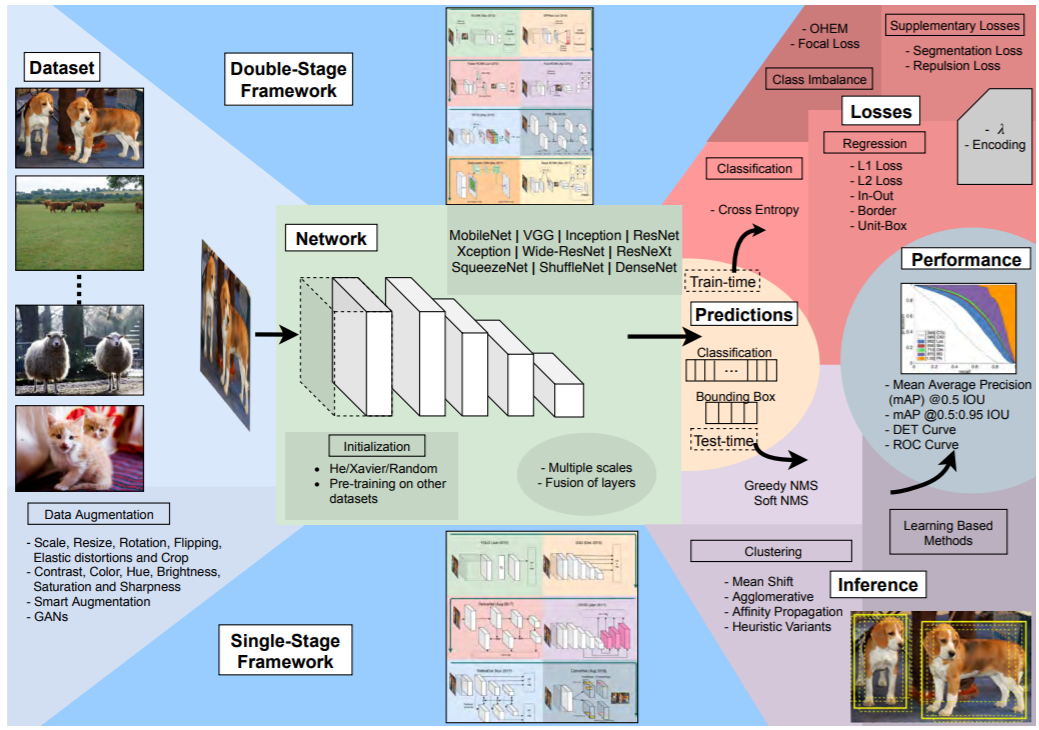 Dataset
Data Augmentation
- Scale, Resize, Rotation, Flipping,
Elastic distortions and Crop
- Contrast, Color, Hue, Brightness,
Saturation and Sharpness
- Smart Augmentation
- GANs
Double-Stage
Framework
Network
MobileNet | VGG | Inception | ResNet
Xception | Wide-ResNet | ResNeXt
SqueezeNet | ShuffleNet | DenseNet
Initialization
• He/Xavier/Random
• Pre-training on other
datasets
- Multiple scales
- Fusion of layers
Single-Stage
Framework
Train-time
Predictions
Classification
...
Bounding Box
Test-time
Greedy NMS
Soft NMS
- OHEM
- Focal Loss
Class Imbalance
Supplementary Losses
- Segmentation Loss
- Repulsion Loss
Losses
Classification
- Cross Entropy
Regression
- L1 Loss
- L2 Loss
- In-Out
- Border
- Unit-Box
- λ
- Encoding
Performance
- Mean Average Precision
(mAP) @0.5 IOU
- mAP @0.5:0.95 IOU
- DET Curve
- ROC Curve
Learning Based
Methods
Clustering
- Mean Shift
- Agglomerative
- Affinity Propagation
- Heuristic Variants
Inference